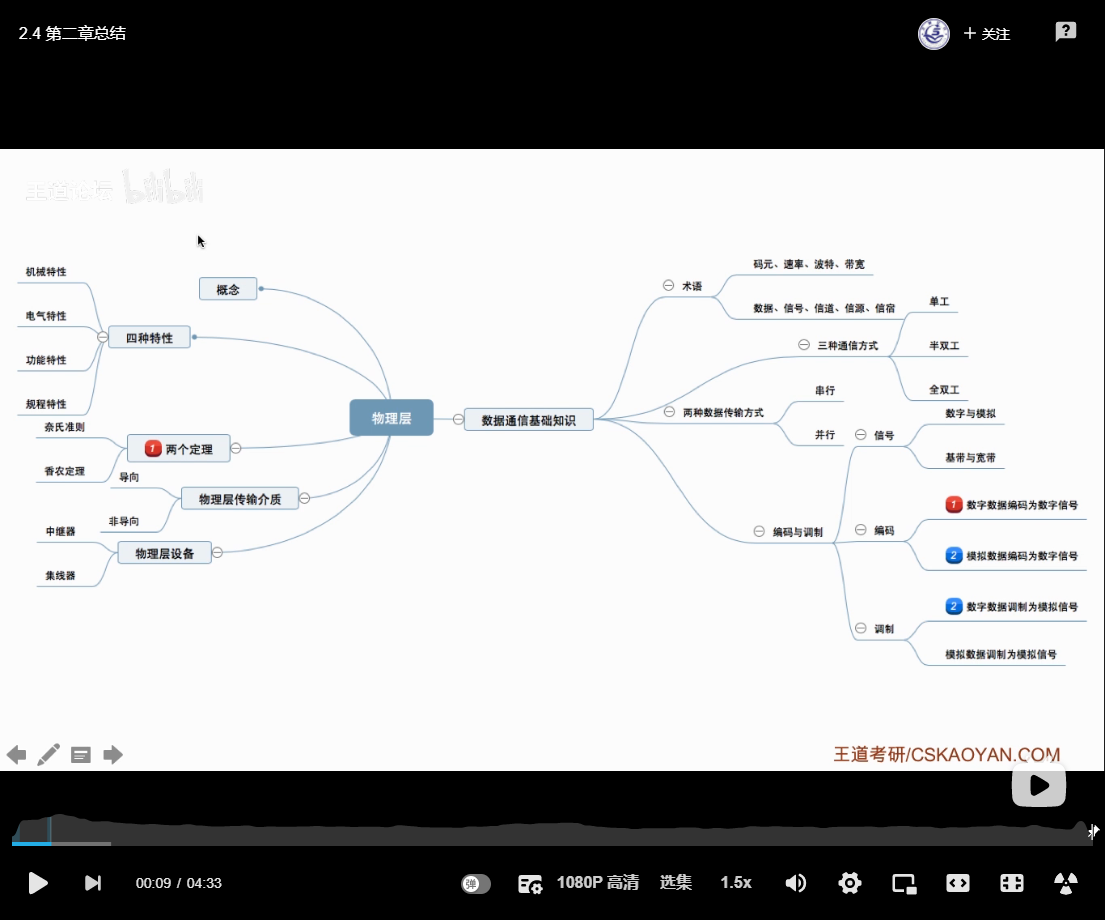 2.4 第二章总结
+ 关注
王道论坛 bilibili
机械特性
电气特性
功能特性
规程特性
四种特性
概念
奈氏准则
香农定理
1 两个定理
导向
非导向
物理层传输介质
中继器
集线器
物理层设备
物理层
数据通信基础知识
术语
码元、速率、波特、带宽
数据、信号、信道、信源、信宿
三种通信方式
单工
半双工
全双工
两种数据传输方式
串行
并行
编码与调制
信号
数字与模拟
基带与宽带
编码
1 数字数据编码为数字信号
2 模拟数据编码为数字信号
调制
2 数字数据调制为模拟信号
模拟数据调制为模拟信号
王道考研/CSKAOYAN.COM
00:09 / 04:33
弹
1080P 高清
选集
1.5x